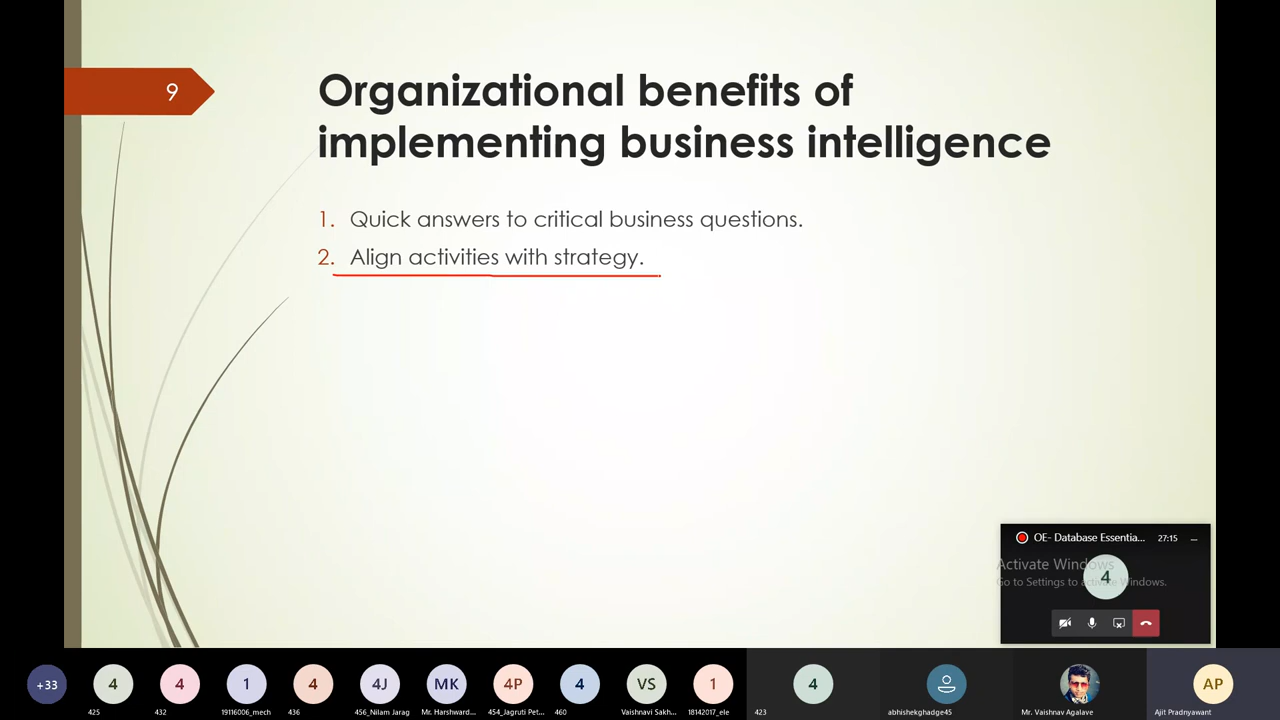 9
Organizational benefits of
implementing business intelligence
1. Quick answers to critical business questions.
2. Align activities with strategy.
OE- Database Essentia... 27:15
Activate Windows
Go to Settings to activate Windows.
4
+33
4
4
1
4
4J
MK
4P
4
VS
1
4
AP
425
432
19116006_mech
436
456_Nilam Jarag
Mr. Harshward...
454_Jagruti Pet...
460
Vaishnavi Sakh...
18142017_ele
423
abhishekghadge45
Mr. Vaishnav Agalave
Ajit Pradnyawant